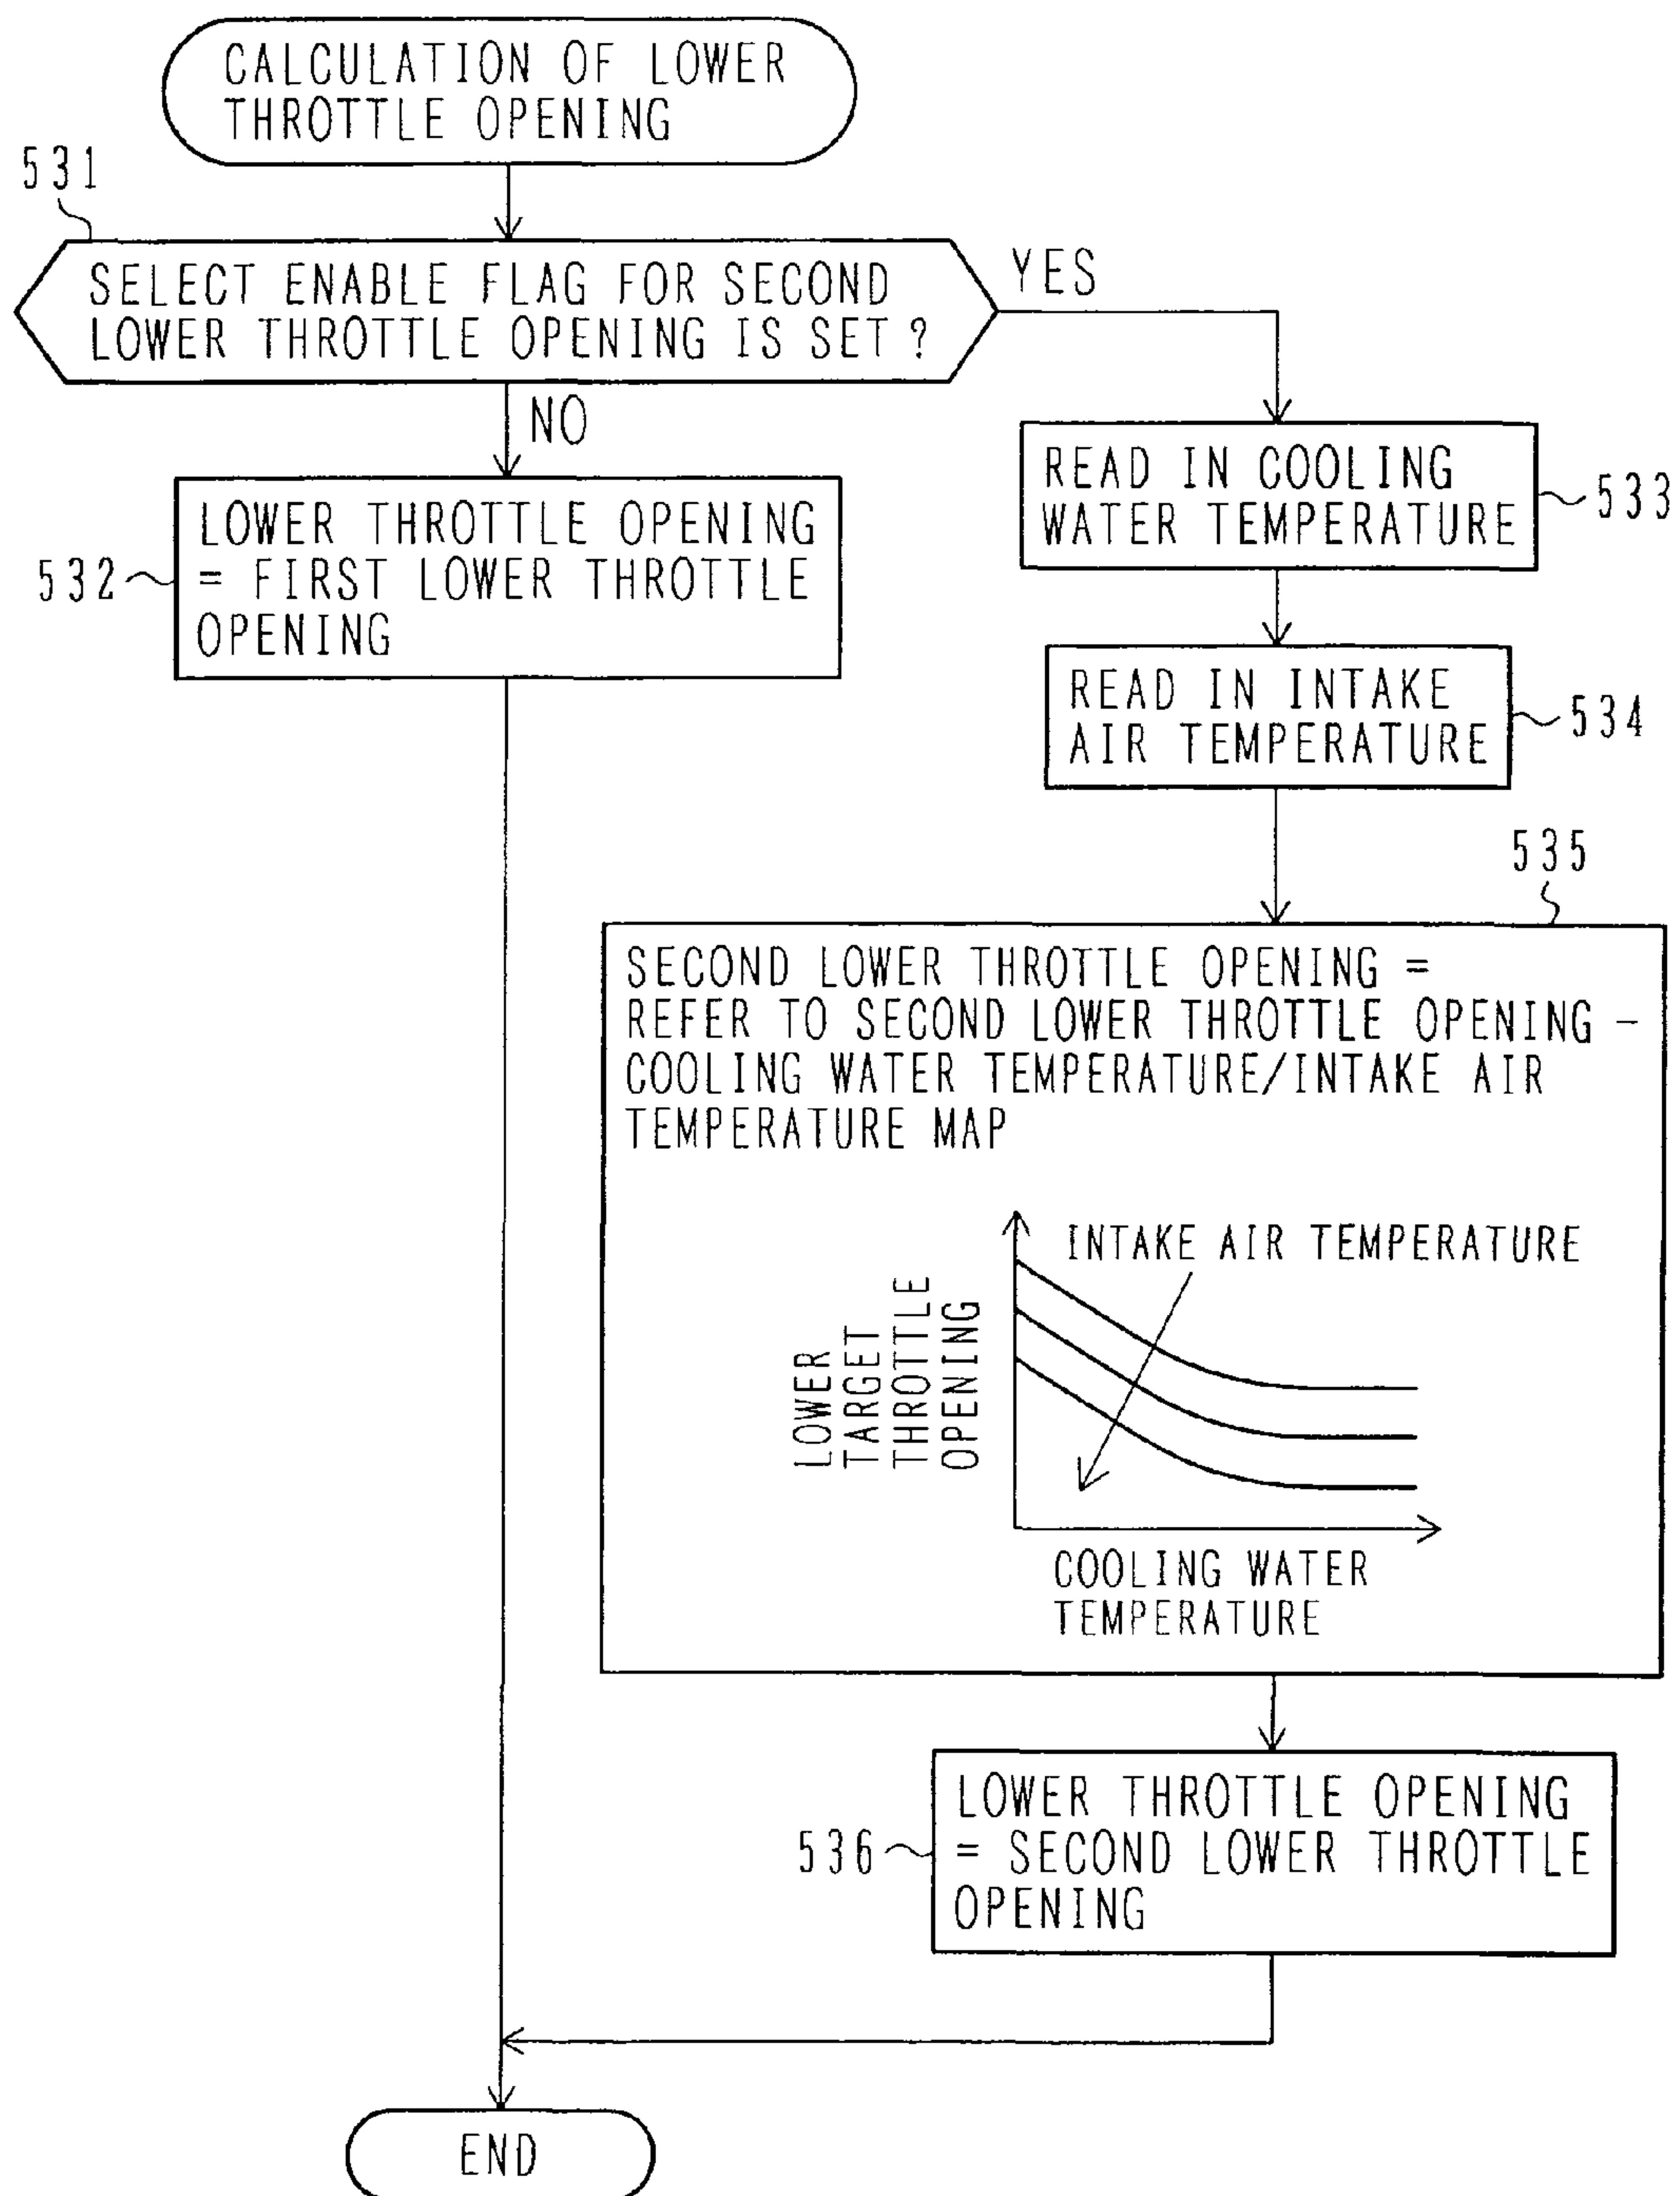 CALCULATION OF LOWER
THROTTLE OPENING
531
SELECT ENABLE FLAG FOR SECOND
LOWER THROTTLE OPENING IS SET ?
YES
NO
LOWER THROTTLE OPENING
= FIRST LOWER THROTTLE
OPENING
532
READ IN COOLING
WATER TEMPERATURE
533
READ IN INTAKE
AIR TEMPERATURE
534
535
SECOND LOWER THROTTLE OPENING =
REFER TO SECOND LOWER THROTTLE OPENING –
COOLING WATER TEMPERATURE/INTAKE AIR
TEMPERATURE MAP
INTAKE AIR TEMPERATURE
LOWER
TARGET
THROTTLE
OPENING
COOLING WATER
TEMPERATURE
536
LOWER THROTTLE OPENING
= SECOND LOWER THROTTLE
OPENING
END